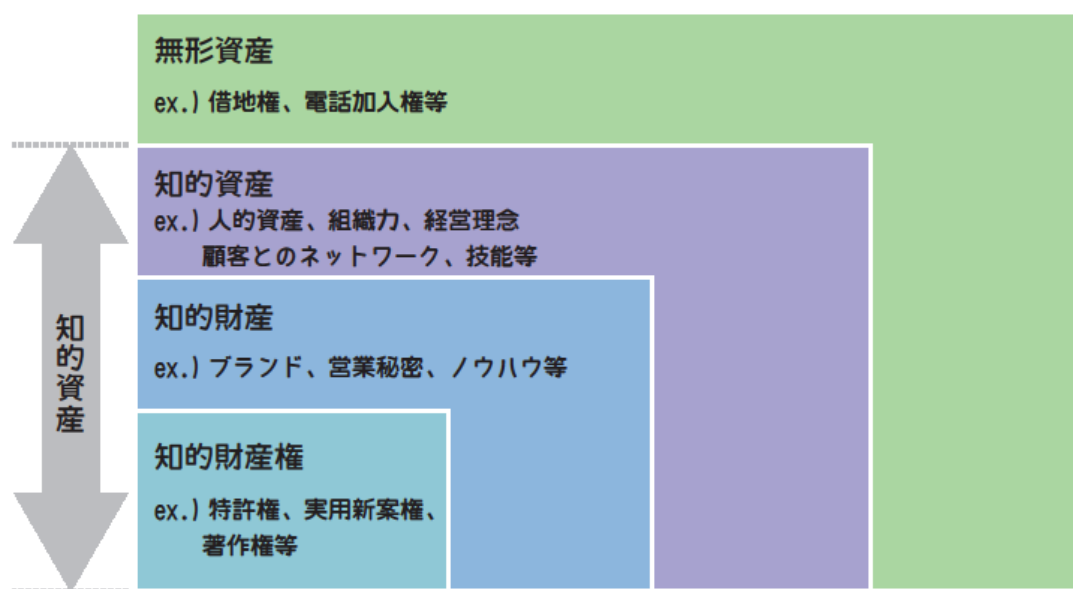 無形資産
ex.) 借地権、電話加入権等
知的資産
ex.) 人的資産、組織力、経営理念
顧客とのネットワーク、技能等
知的財産
ex.) ブランド、営業秘密、ノウハウ等
知的財産権
ex.) 特許権、実用新案権、
著作権等
知的資産